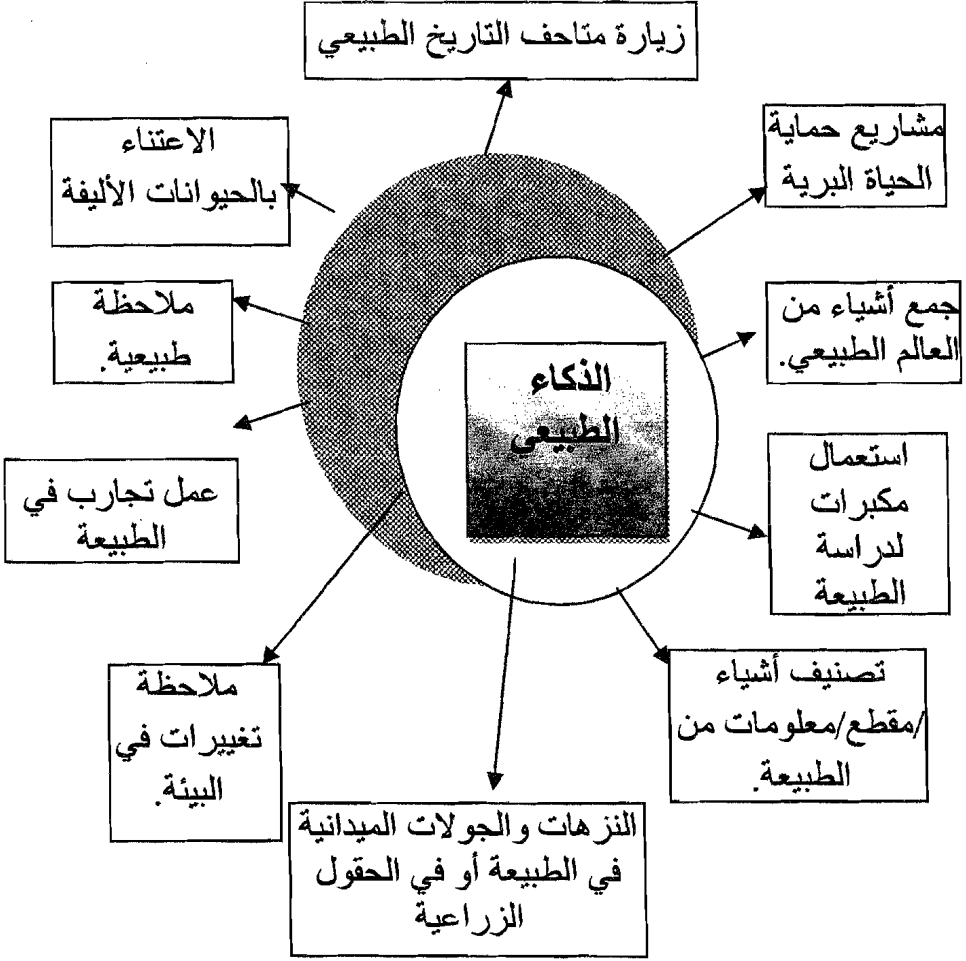 زيارة متاحف التاريخ الطبيعي
مشاريع حماية
الحياة البرية
الاعتناء
بالحيوانات الأليفة
جمع أشياء من
العالم الطبيعي.
ملاحظة
طبيعية.
الذكاء
الطبيعي
استعمال
مكبرات
لدراسة
الطبيعة
عمل تجارب في
الطبيعة
تصنيف أشياء
/مقطع/معلومات من
الطبيعة.
ملاحظة
تغييرات في
البيئة.
النزهات والجولات الميدانية
في الطبيعة أو في الحقول
الزراعية